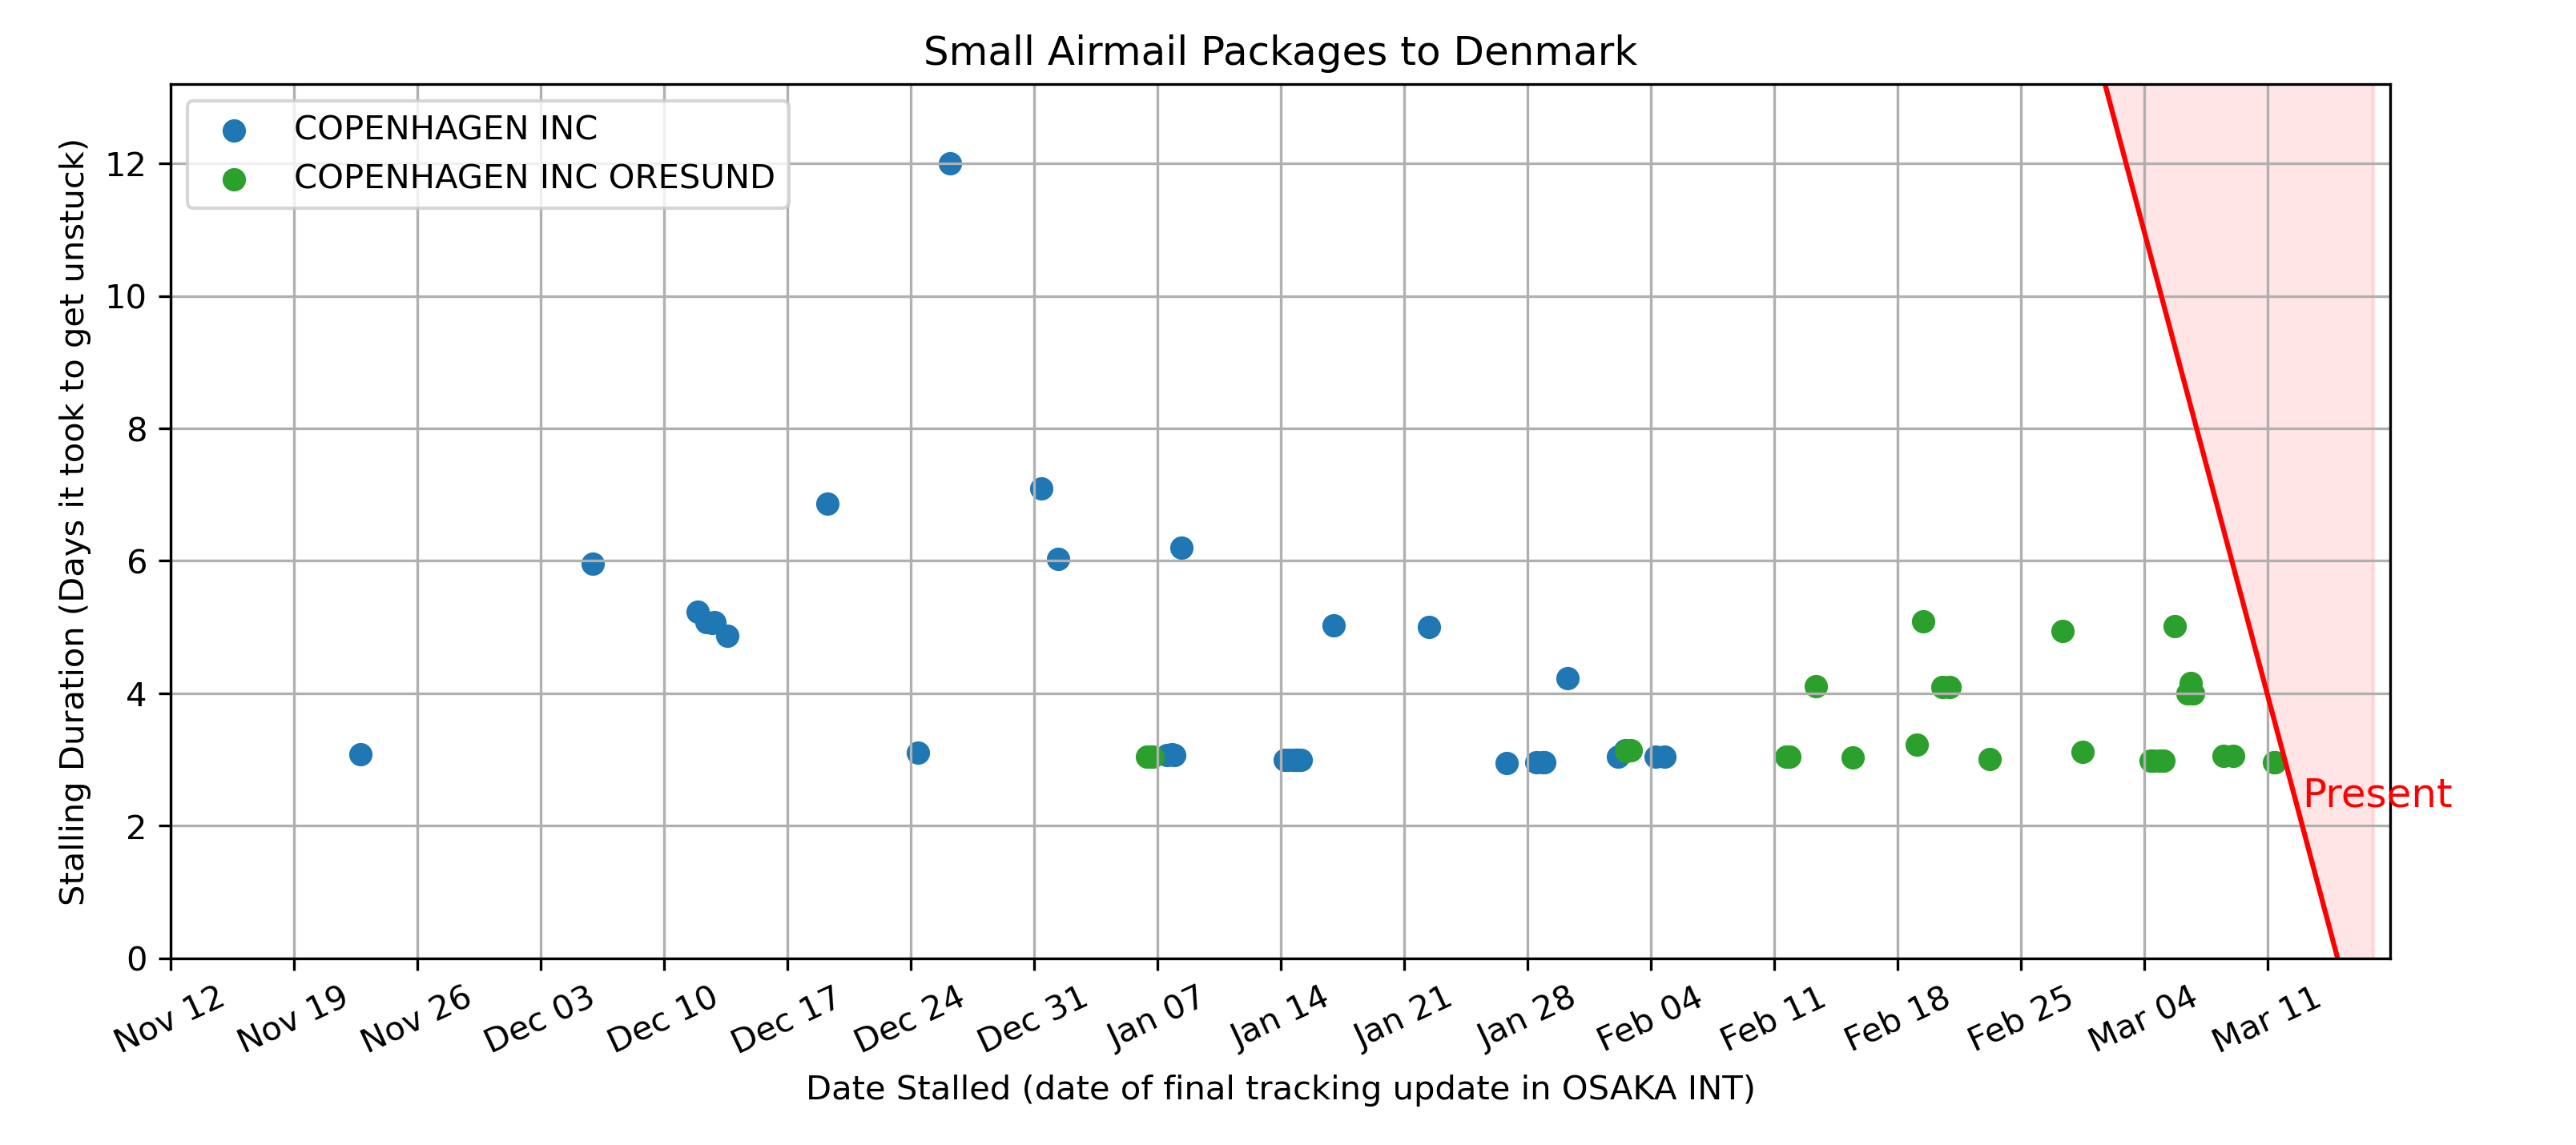 Small Airmail Packages to Denmark
COPENHAGEN INC
COPENHAGEN INC ORESUND
Stalling Duration (Days it took to get unstuck)
12
10
8
6
4
2
0
Present
Nov 12
Nov 19
Nov 26
Dec 03
Dec 10
Dec 17
Dec 24
Dec 31
Jan 07
Jan 14
Jan 21
Jan 28
Feb 04
Feb 11
Feb 18
Feb 25
Mar 04
Mar 11
Date Stalled (date of final tracking update in OSAKA INT)